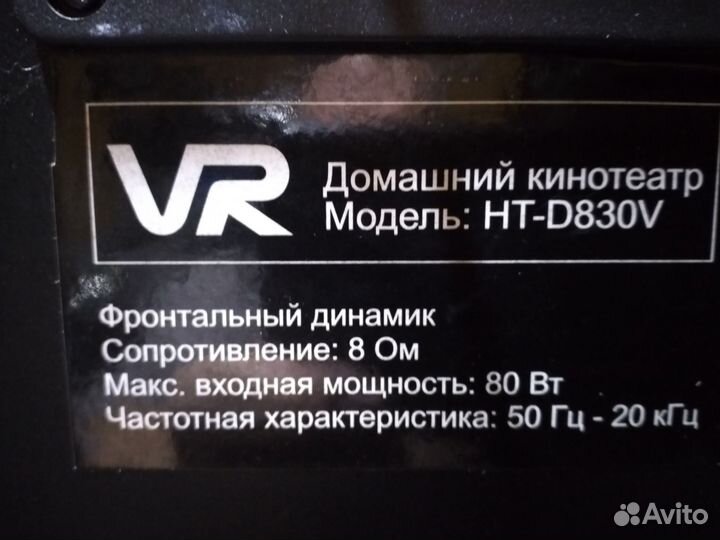 VR
Домашний кинотеатр
Модель: HT-D830V
Фронтальный динамик
Сопротивление: 8 Ом
Макс. входная мощность: 80 Вт
Частотная характеристика: 50 Гц - 20 кГц
Avito